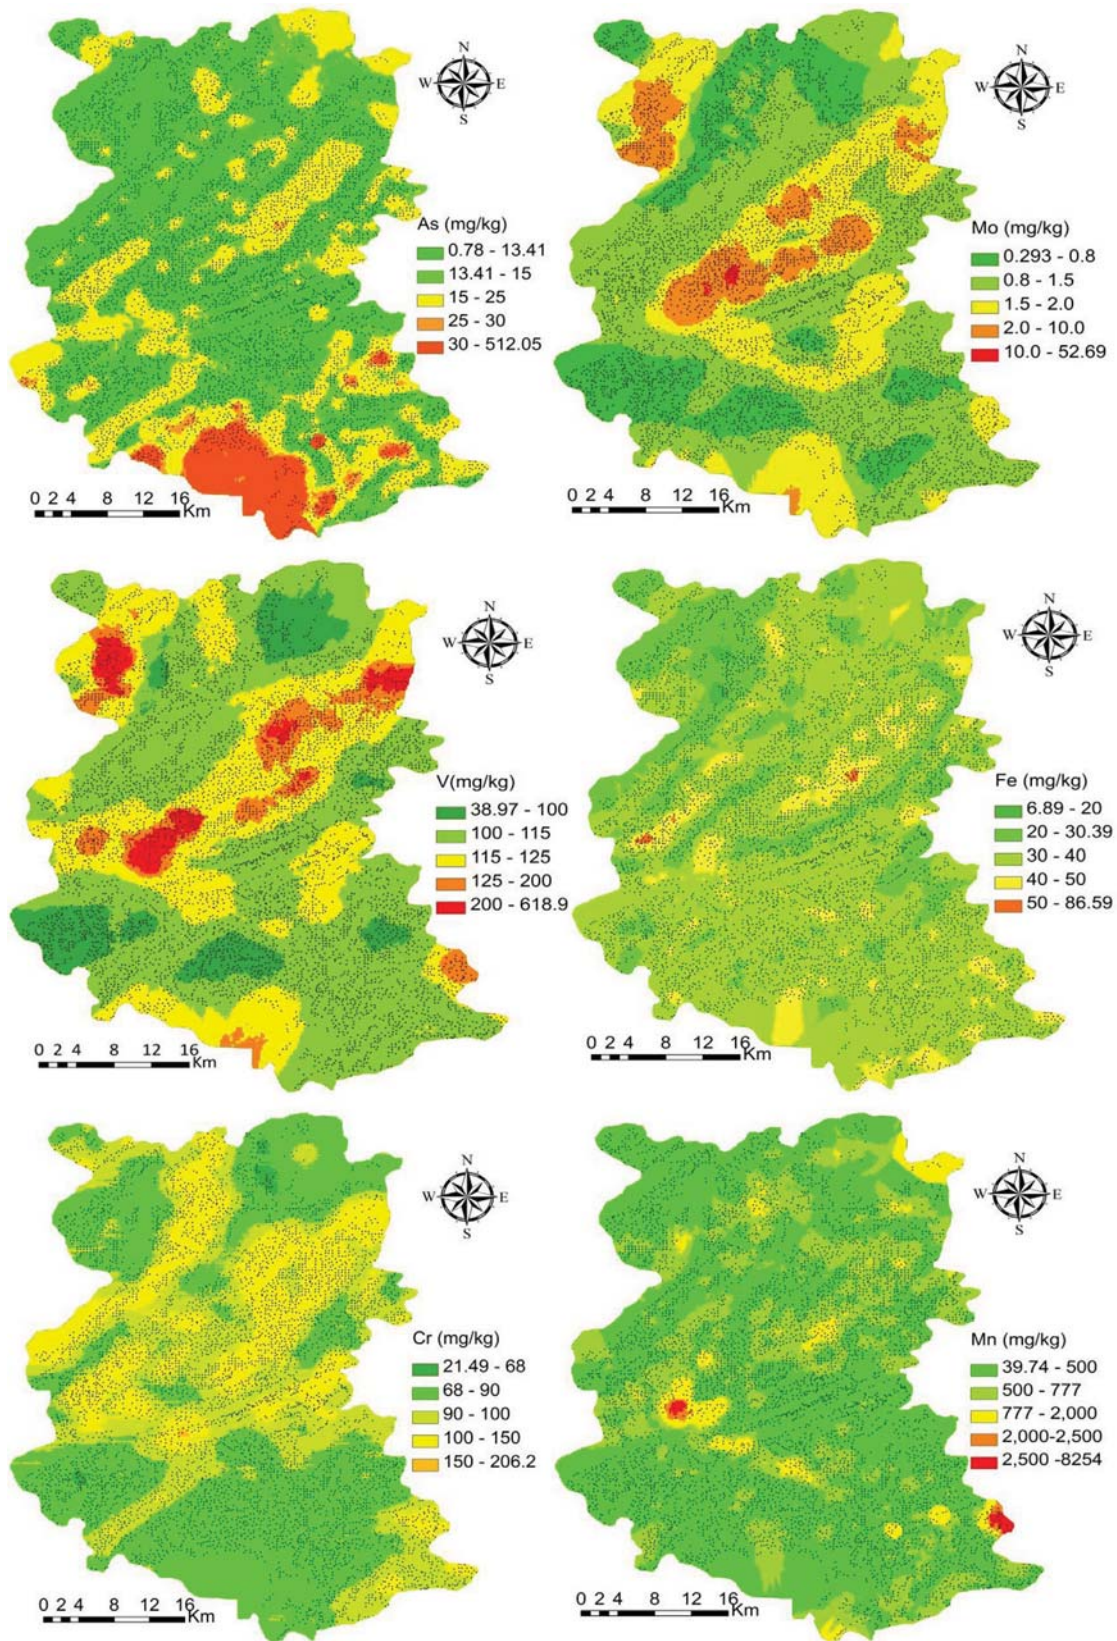 N
W E
S
As (mg/kg)
0.78 - 13.41
13.41 - 15
15 - 25
25 - 30
30 - 512.05
0 2 4 8 12 16
Km
N
W E
S
Mo (mg/kg)
0.293 - 0.8
0.8 - 1.5
1.5 - 2.0
2.0 - 10.0
10.0 - 52.69
0 2 4 8 12 16
Km
N
W E
S
V(mg/kg)
38.97 - 100
100 - 115
115 - 125
125 - 200
200 - 618.9
0 2 4 8 12 16
Km
N
W E
S
Fe (mg/kg)
6.89 - 20
20 - 30.39
30 - 40
40 - 50
50 - 86.59
0 2 4 8 12 16
Km
N
W E
S
Cr (mg/kg)
21.49 - 68
68 - 90
90 - 100
100 - 150
150 - 206.2
0 2 4 8 12 16
Km
N
W E
S
Mn (mg/kg)
39.74 - 500
500 - 777
777 - 2,000
2,000-2,500
2,500 -8254
0 2 4 8 12 16
Km